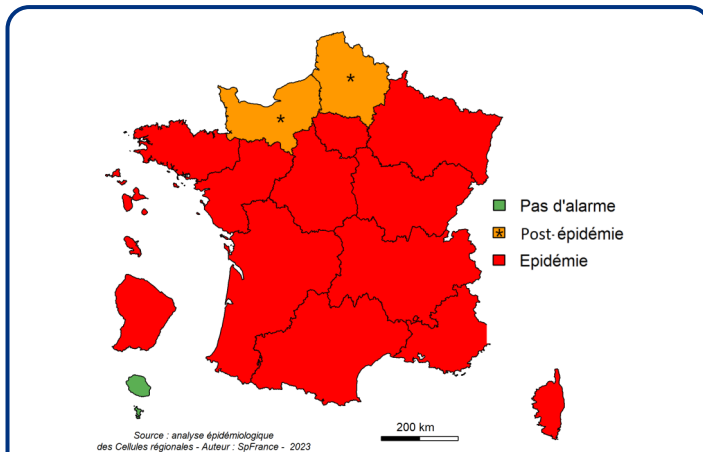 Pas d'alarme
* Post-épidémie
Epidémie
200 km
Source : analyse épidémiologique
des Cellules régionales - Auteur : SpFrance - 2023